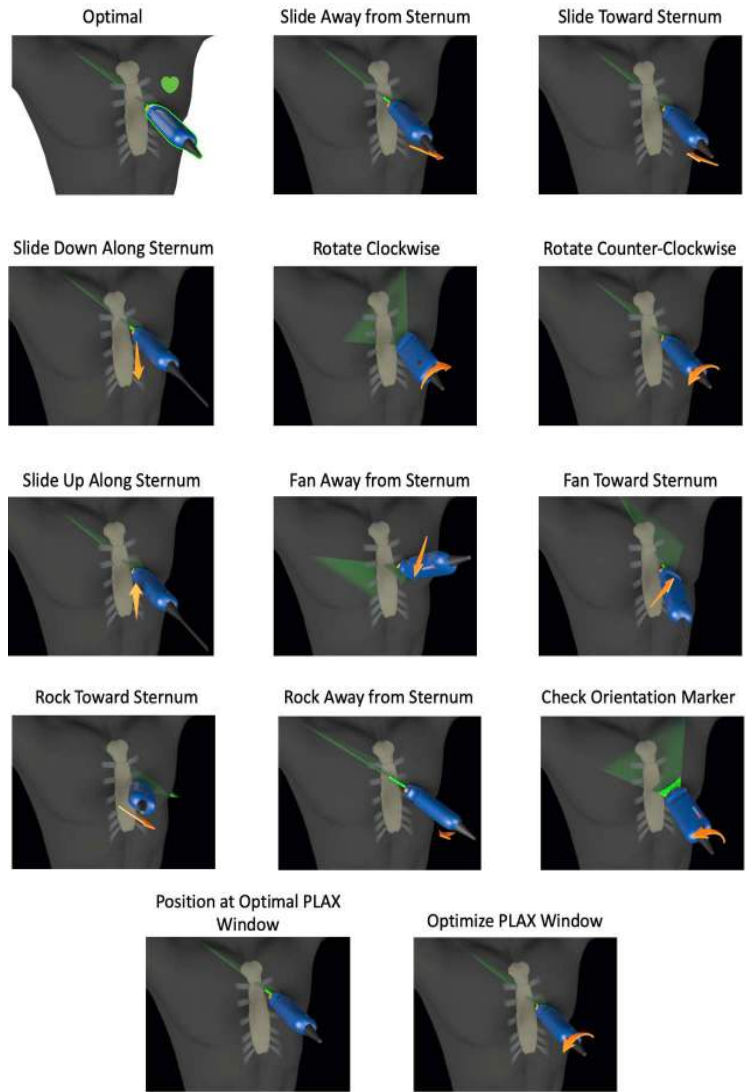 Optimal
Slide Away from Sternum
Slide Toward Sternum
Slide Down Along Sternum
Rotate Clockwise
Rotate Counter-Clockwise
Slide Up Along Sternum
Fan Away from Sternum
Fan Toward Sternum
Rock Toward Sternum
Rock Away from Sternum
Check Orientation Marker
Position at Optimal PLAX
Window
Optimize PLAX Window